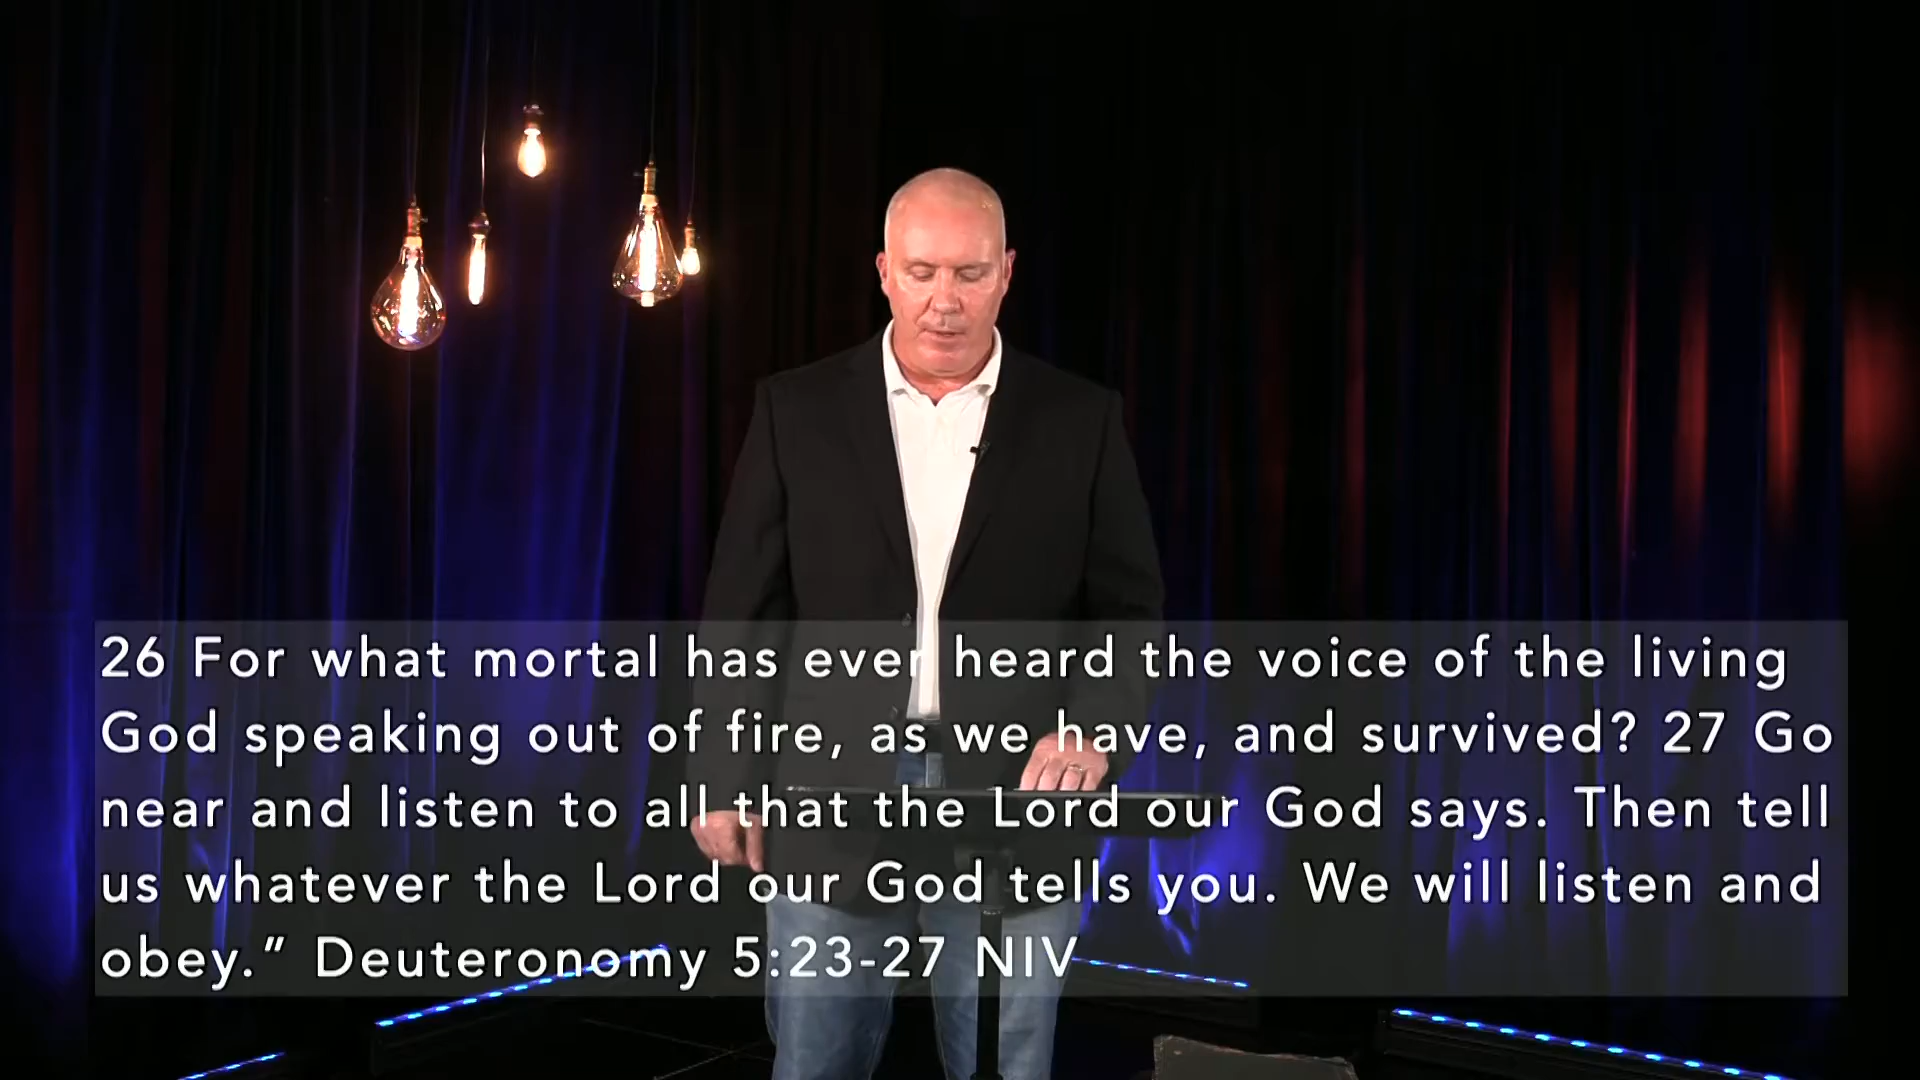 26 For what mortal has ever heard the voice of the living
God speaking out of fire, as we have, and survived? 27 Go
near and listen to all that the Lord our God says. Then tell
us whatever the Lord our God tells you. We will listen and
obey.” Deuteronomy 5:23-27 NIV